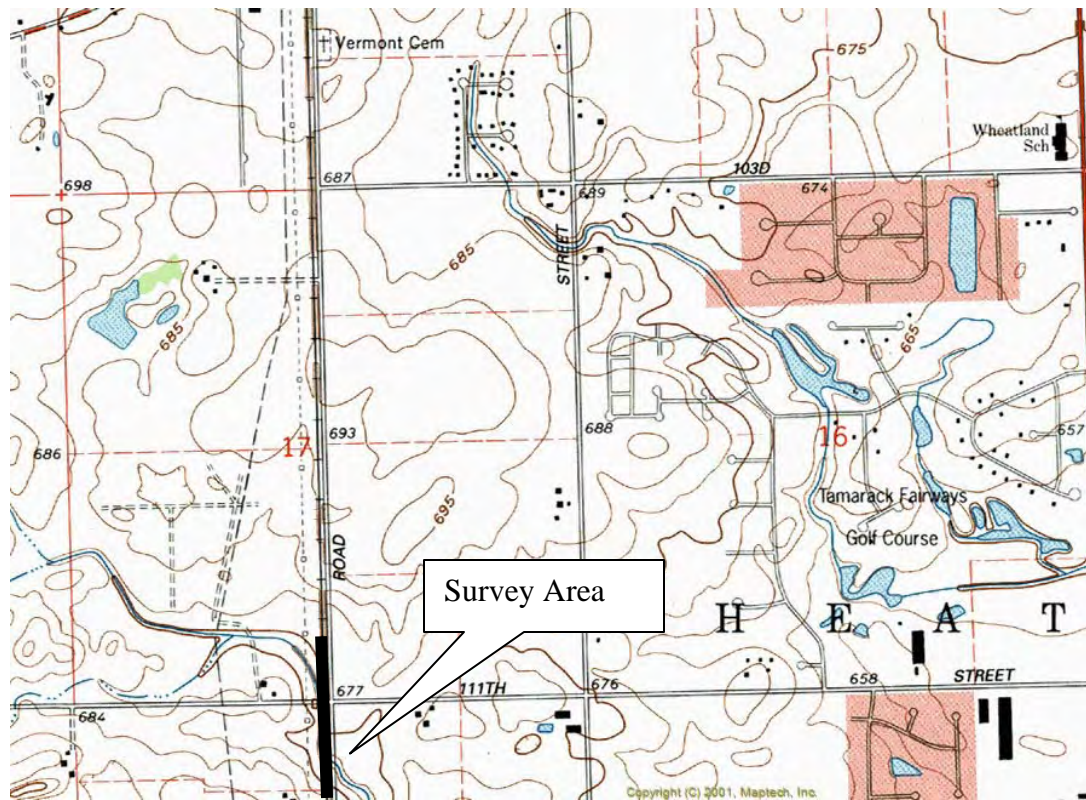 Vermont Cem
675
Wheatland
Sch
698
687
689
103D
674
STREET
685
685
665
686
17
693
688
16
657
695
Tamarack Fairways
Golf Course
ROAD
Survey Area
H E A T
684
677
111TH
676
658
STREET
Copyright (C) 2001, Maptech, Inc.